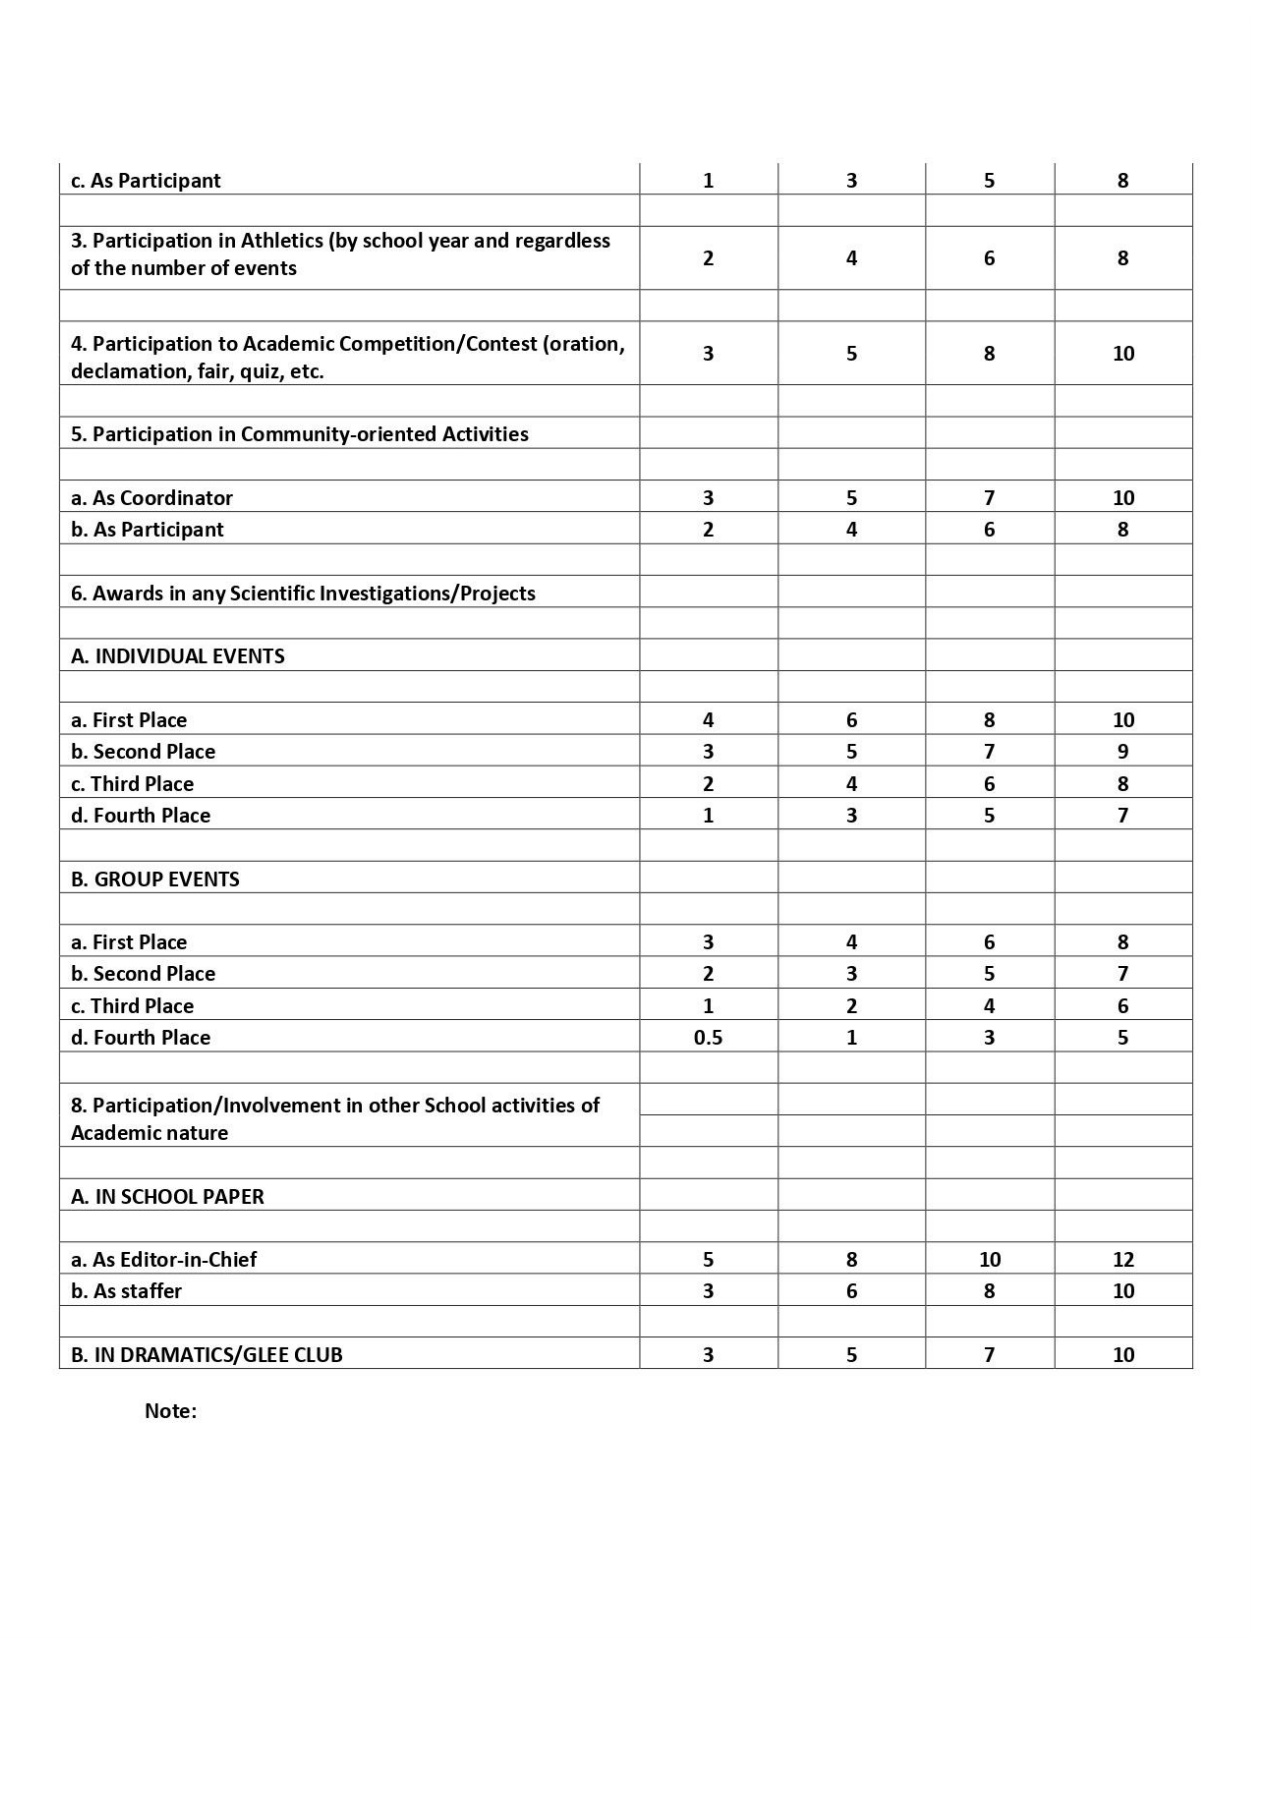 c. As Participant 1 3 5 8
3. Participation in Athletics (by school year and regardless
of the number of events 2 4 6 8
4. Participation to Academic Competition/Contest (oration,
declamation, fair, quiz, etc. 3 5 8 10
5. Participation in Community-oriented Activities
a. As Coordinator 3 5 7 10
b. As Participant 2 4 6 8
6. Awards in any Scientific Investigations/Projects
A. INDIVIDUAL EVENTS
a. First Place 4 6 8 10
b. Second Place 3 5 7 9
c. Third Place 2 4 6 8
d. Fourth Place 1 3 5 7
B. GROUP EVENTS
a. First Place 3 4 6 8
b. Second Place 2 3 5 7
c. Third Place 1 2 4 6
d. Fourth Place 0.5 1 3 5
8. Participation/Involvement in other School activities of
Academic nature
A. IN SCHOOL PAPER
a. As Editor-in-Chief 5 8 10 12
b. As staffer 3 6 8 10
B. IN DRAMATICS/GLEE CLUB 3 5 7 10
Note: